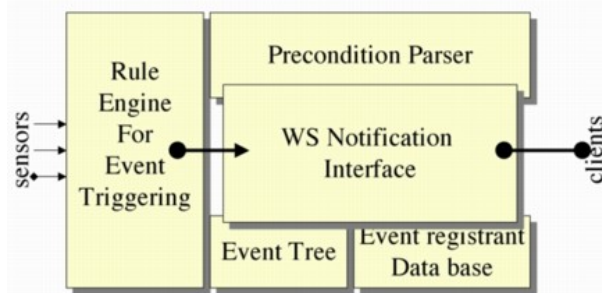 sensors
Rule
Engine
For
Event
Triggering
Precondition Parser
WS Notification
Interface
Event Tree
Event registrant
Data base
clients